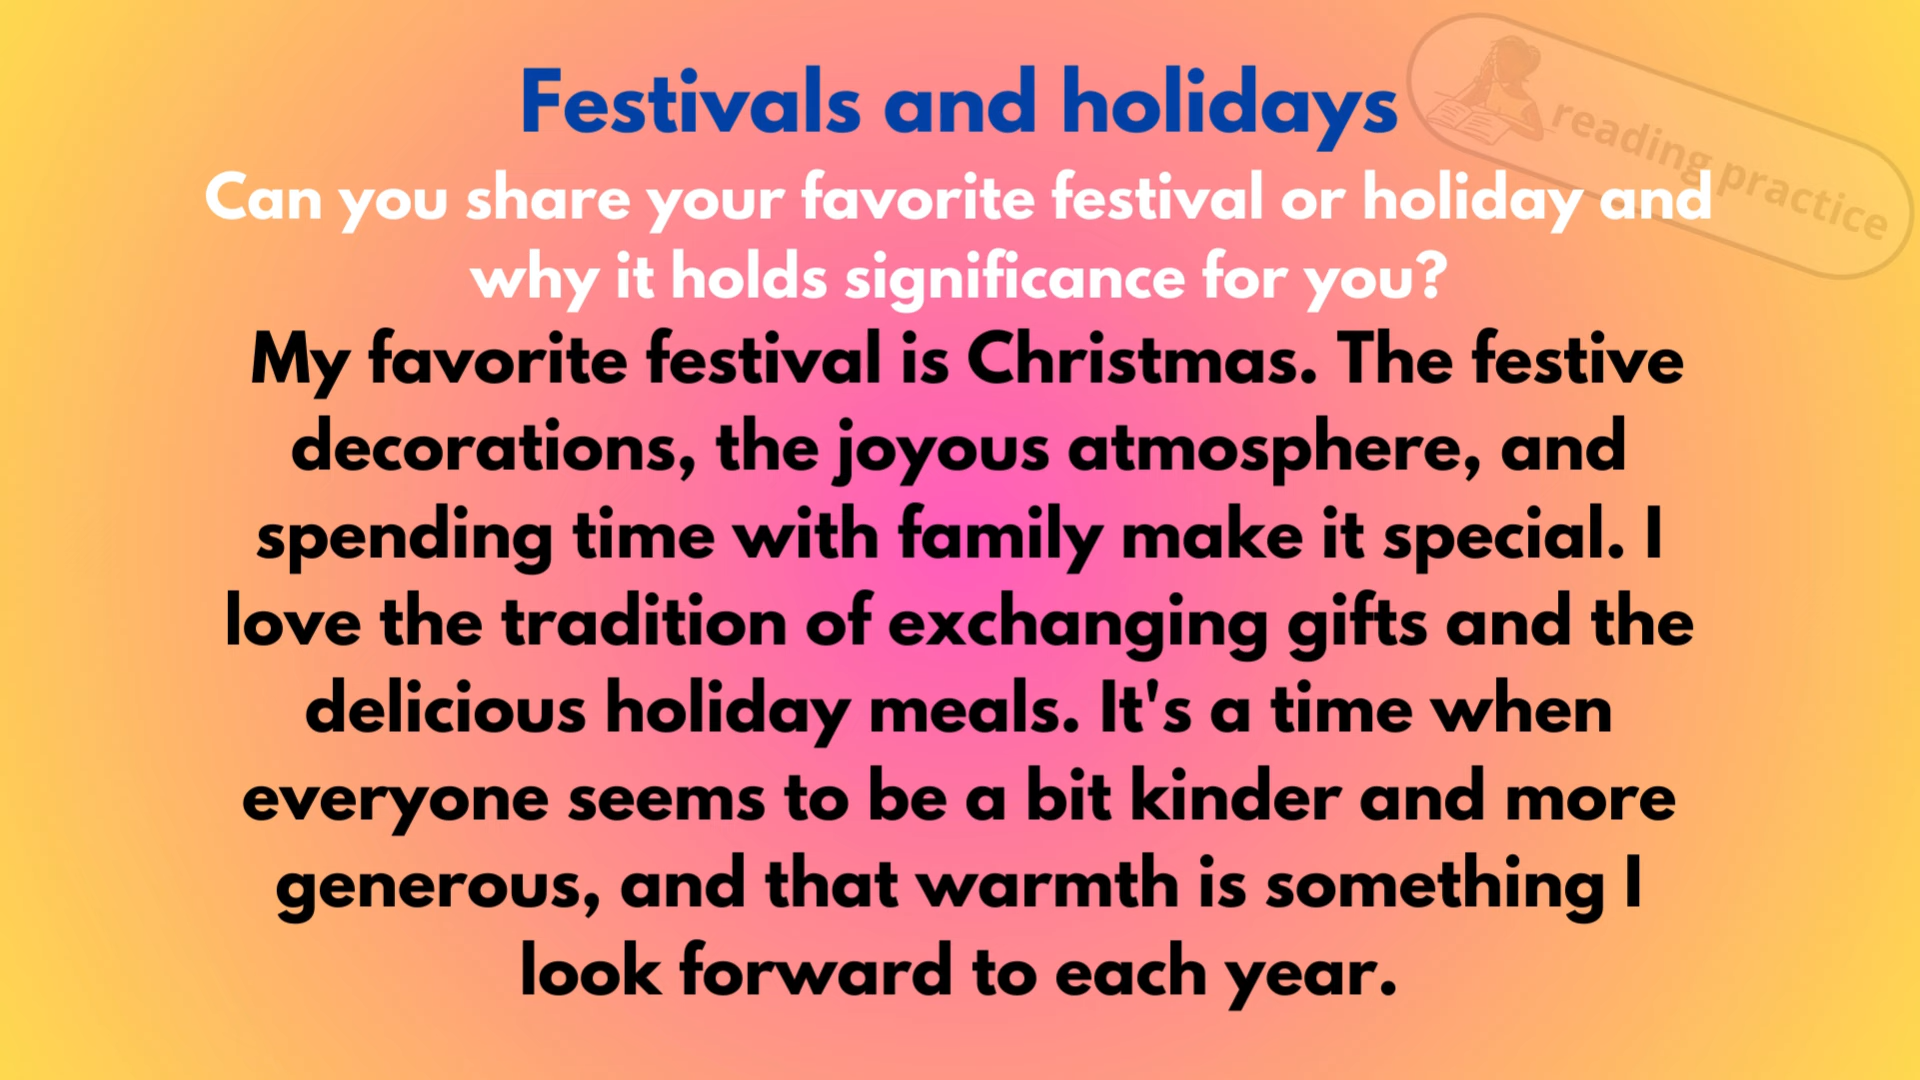 Festivals and holidays
reading practice
Can you share your favorite festival or holiday and
why it holds significance for you?
My favorite festival is Christmas. The festive
decorations, the joyous atmosphere, and
spending time with family make it special. I
love the tradition of exchanging gifts and the
delicious holiday meals. It's a time when
everyone seems to be a bit kinder and more
generous, and that warmth is something I
look forward to each year.